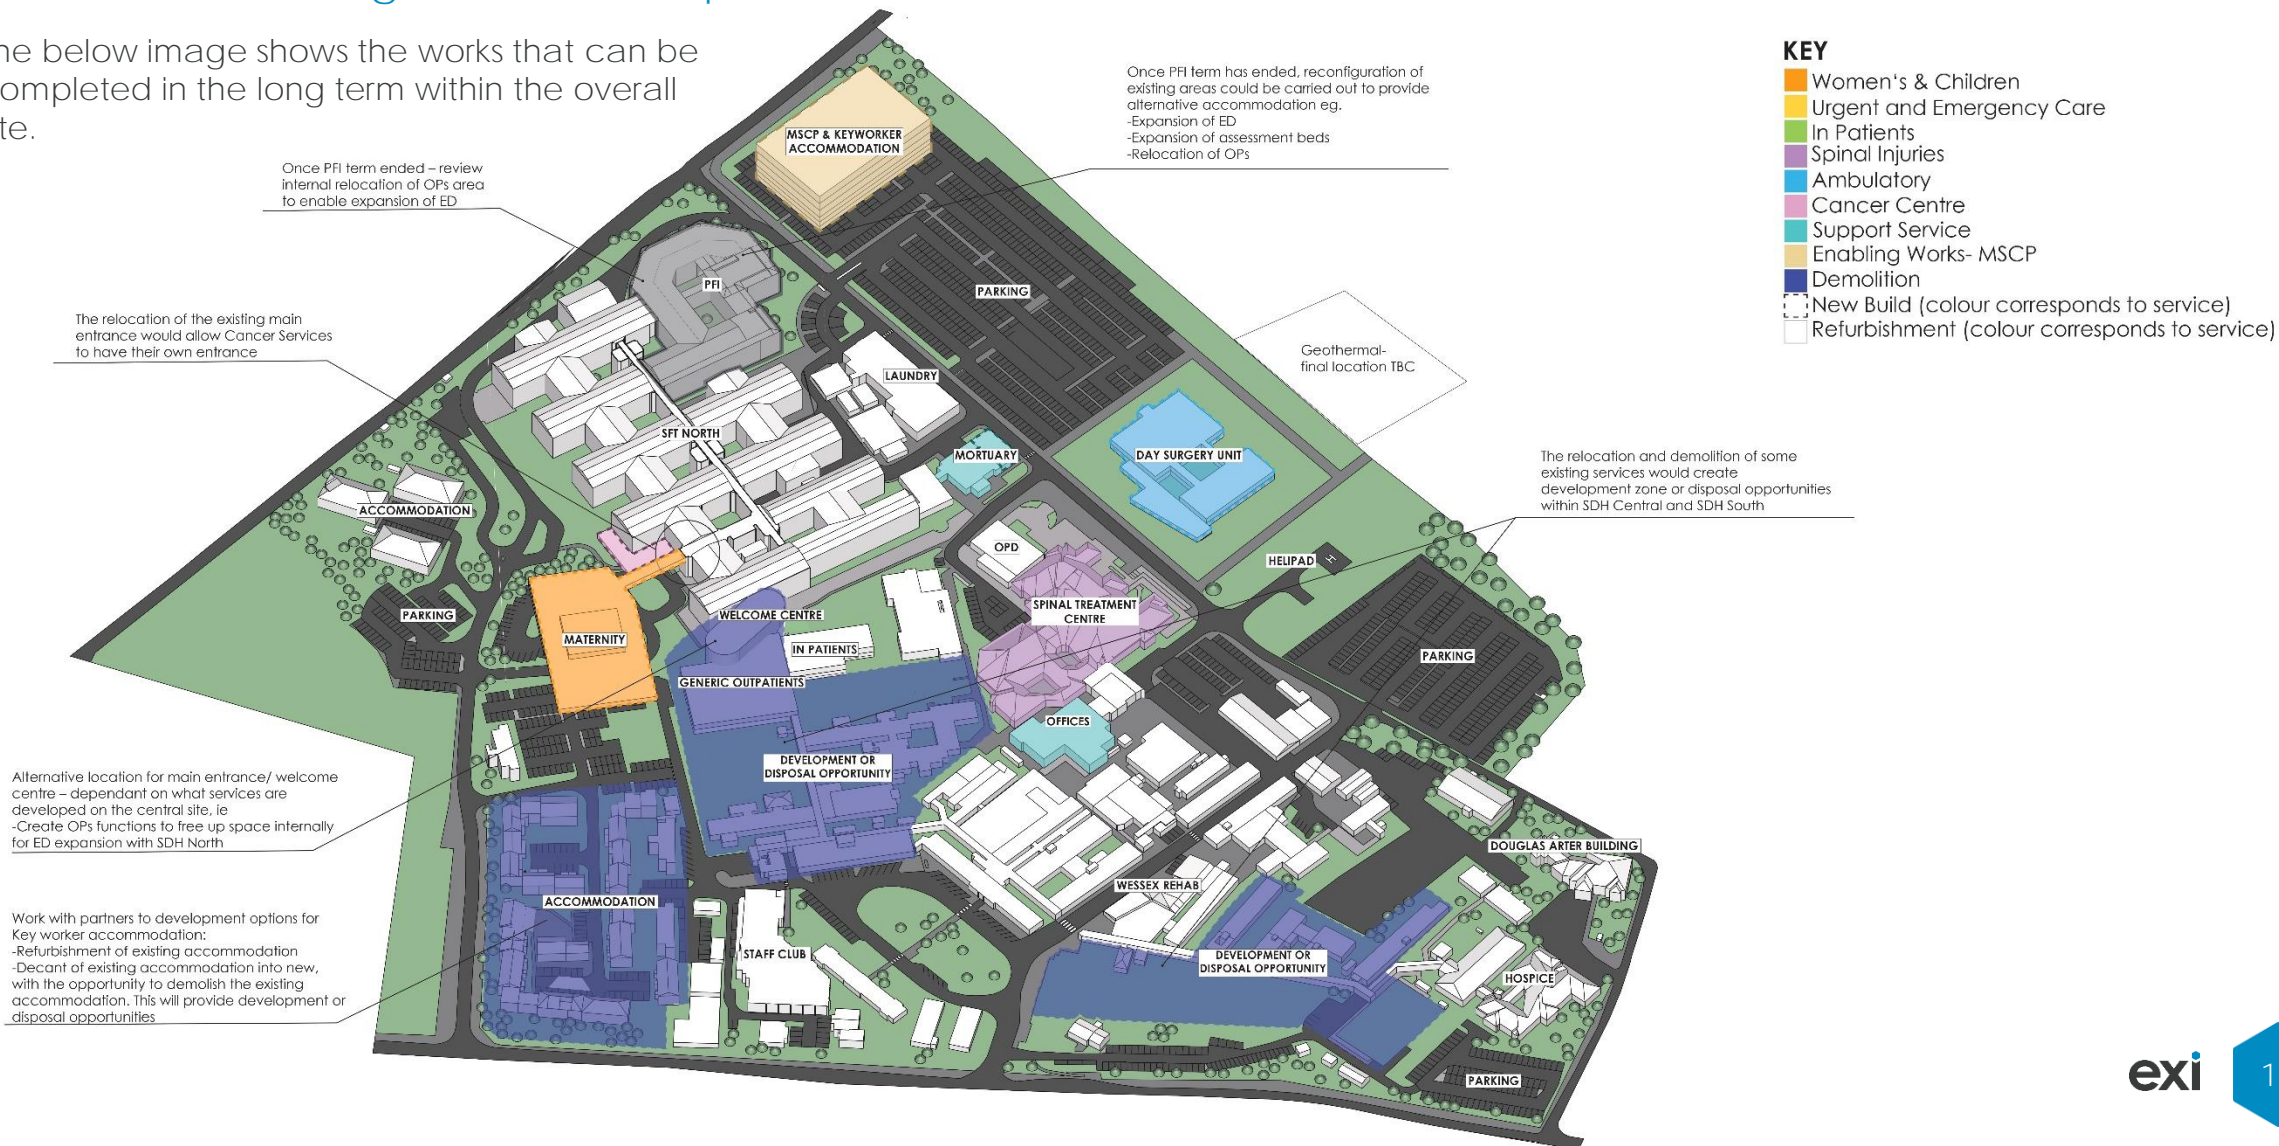 ne below image shows the works that can be
ompleted in the long term within the overall
te.
Once PFI term has ended, reconfiguration of
existing areas could be carried out to provide
alternative accommodation eg.
-Expansion of ED
-Expansion of assessment beds
-Relocation of OPs
KEY
Women's & Children
Urgent and Emergency Care
In Patients
Spinal Injuries
Ambulatory
Cancer Centre
Support Service
Enabling Works- MSCP
Demolition
New Build (colour corresponds to service)
Refurbishment (colour corresponds to service)
Once PFI term ended – review
internal relocation of OPs area
to enable expansion of ED
The relocation of the existing main
entrance would allow Cancer Services
to have their own entrance
MSCP & KEYWORKER
ACCOMMODATION
PFI
PARKING
Geothermal-
final location TBC
LAUNDRY
SFT NORTH
MORTUARY
DAY SURGERY UNIT
The relocation and demolition of some
existing services would create
development zone or disposal opportunities
within SDH Central and SDH South
ACCOMMODATION
OPD
HELIPAD
H
PARKING
WELCOME CENTRE
SPINAL TREATMENT
CENTRE
MATERNITY
IN PATIENTS
PARKING
GENERIC OUTPATIENTS
OFFICES
DEVELOPMENT OR
DISPOSAL OPPORTUNITY
Alternative location for main entrance/ welcome
centre – dependant on what services are
developed on the central site, ie
-Create OPs functions to free up space internally
for ED expansion with SDH North
DOUGLAS ARTER BUILDING
WESSEX REHAB
ACCOMMODATION
Work with partners to development options for
Key worker accommodation:
-Refurbishment of existing accommodation
-Decant of existing accommodation into new,
with the opportunity to demolish the existing
accommodation. This will provide development or
disposal opportunities
STAFF CLUB
DEVELOPMENT OR
DISPOSAL OPPORTUNITY
HOSPICE
PARKING
exi
1